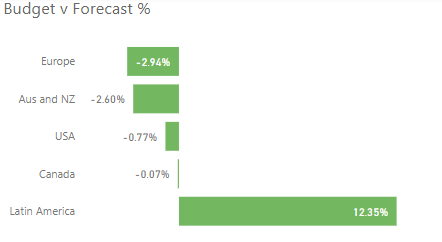 Budget v Forecast %
Europe -2.94%
Aus and NZ -2.60%
USA -0.77%
Canada -0.07%
Latin America 12.35%